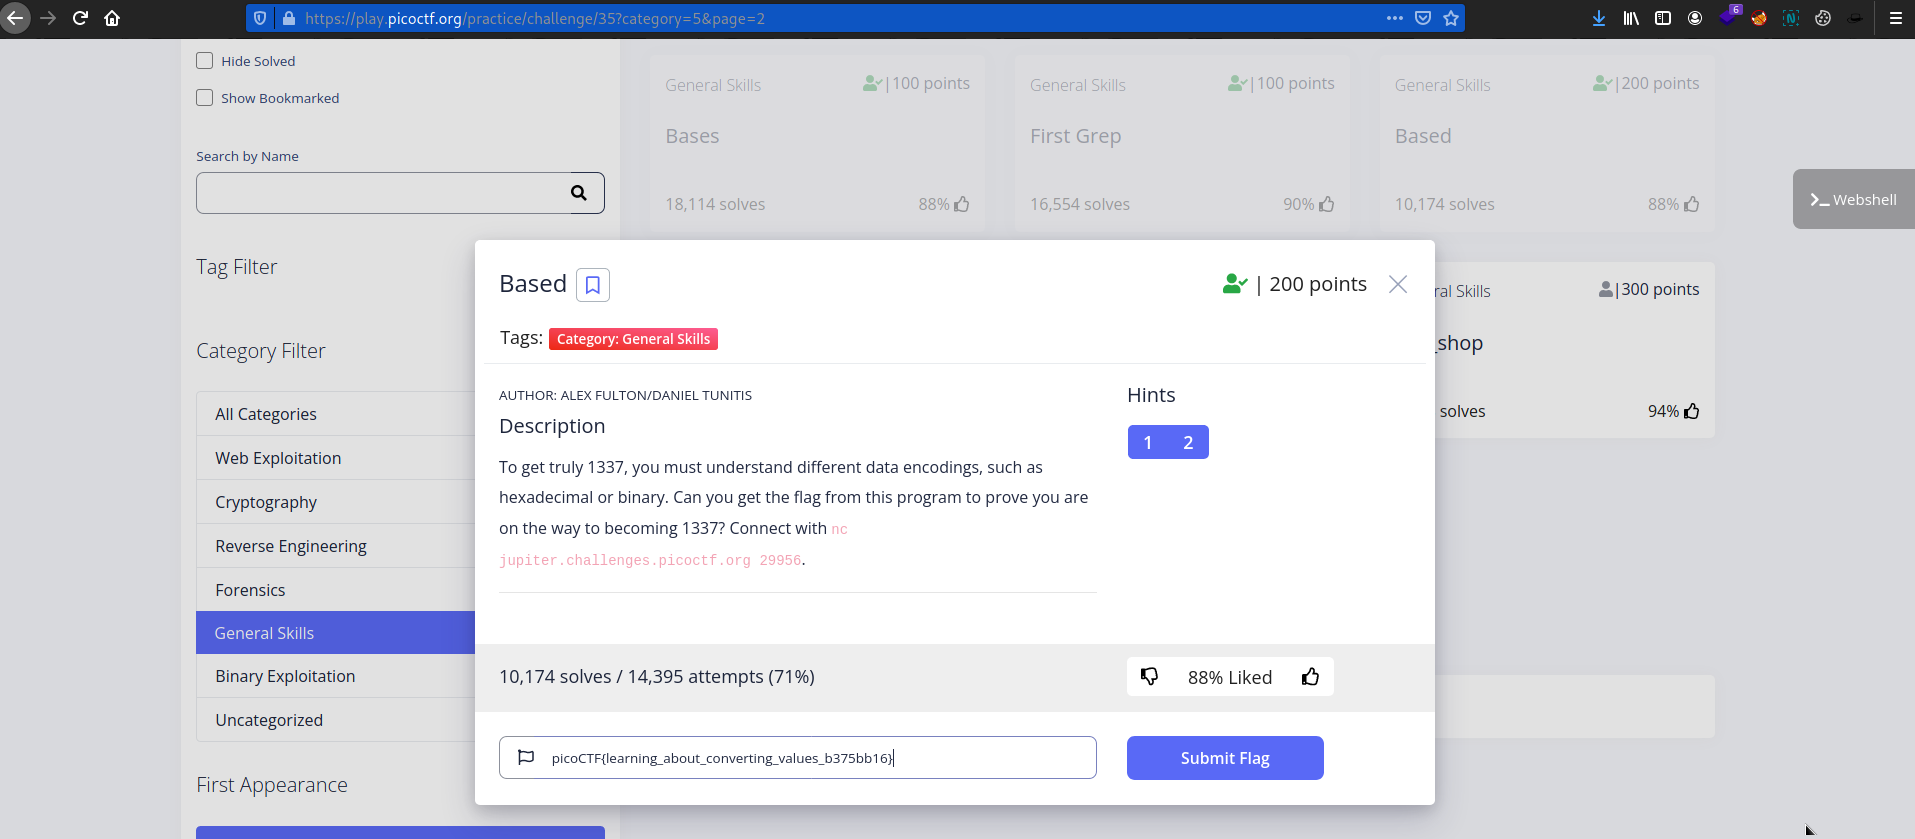 https://play.picoctf.org/practice/challenge/35?category=5&page=2
6
Hide Solved
Show Bookmarked
Search by Name
Tag Filter
Category Filter
All Categories
Web Exploitation
Cryptography
Reverse Engineering
Forensics
General Skills
Binary Exploitation
Uncategorized
First Appearance
General Skills |100 points
Bases
18,114 solves 88%
General Skills |100 points
First Grep
16,554 solves 90%
General Skills |200 points
Based
10,174 solves 88%
>_ Webshell
ral Skills |300 points
_shop
solves 94%
Based | 200 points
Tags: Category: General Skills
AUTHOR: ALEX FULTON/DANIEL TUNITIS
Description
To get truly 1337, you must understand different data encodings, such as
hexadecimal or binary. Can you get the flag from this program to prove you are
on the way to becoming 1337? Connect with nc
jupiter.challenges.picoctf.org 29956.
Hints
1 2
10,174 solves / 14,395 attempts (71%)
88% Liked
picoCTF{learning_about_converting_values_b375bb16}
Submit Flag